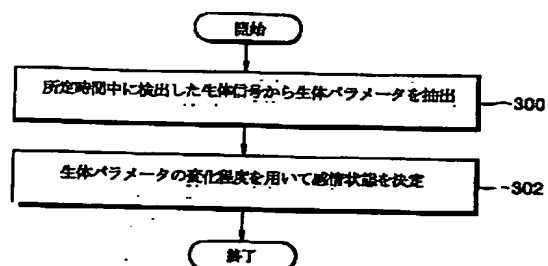 開始
所定時間中に検出した生体信号から生体パラメータを抽出
300
生体パラメータの変化程度を用いて感情状態を決定
302
終了